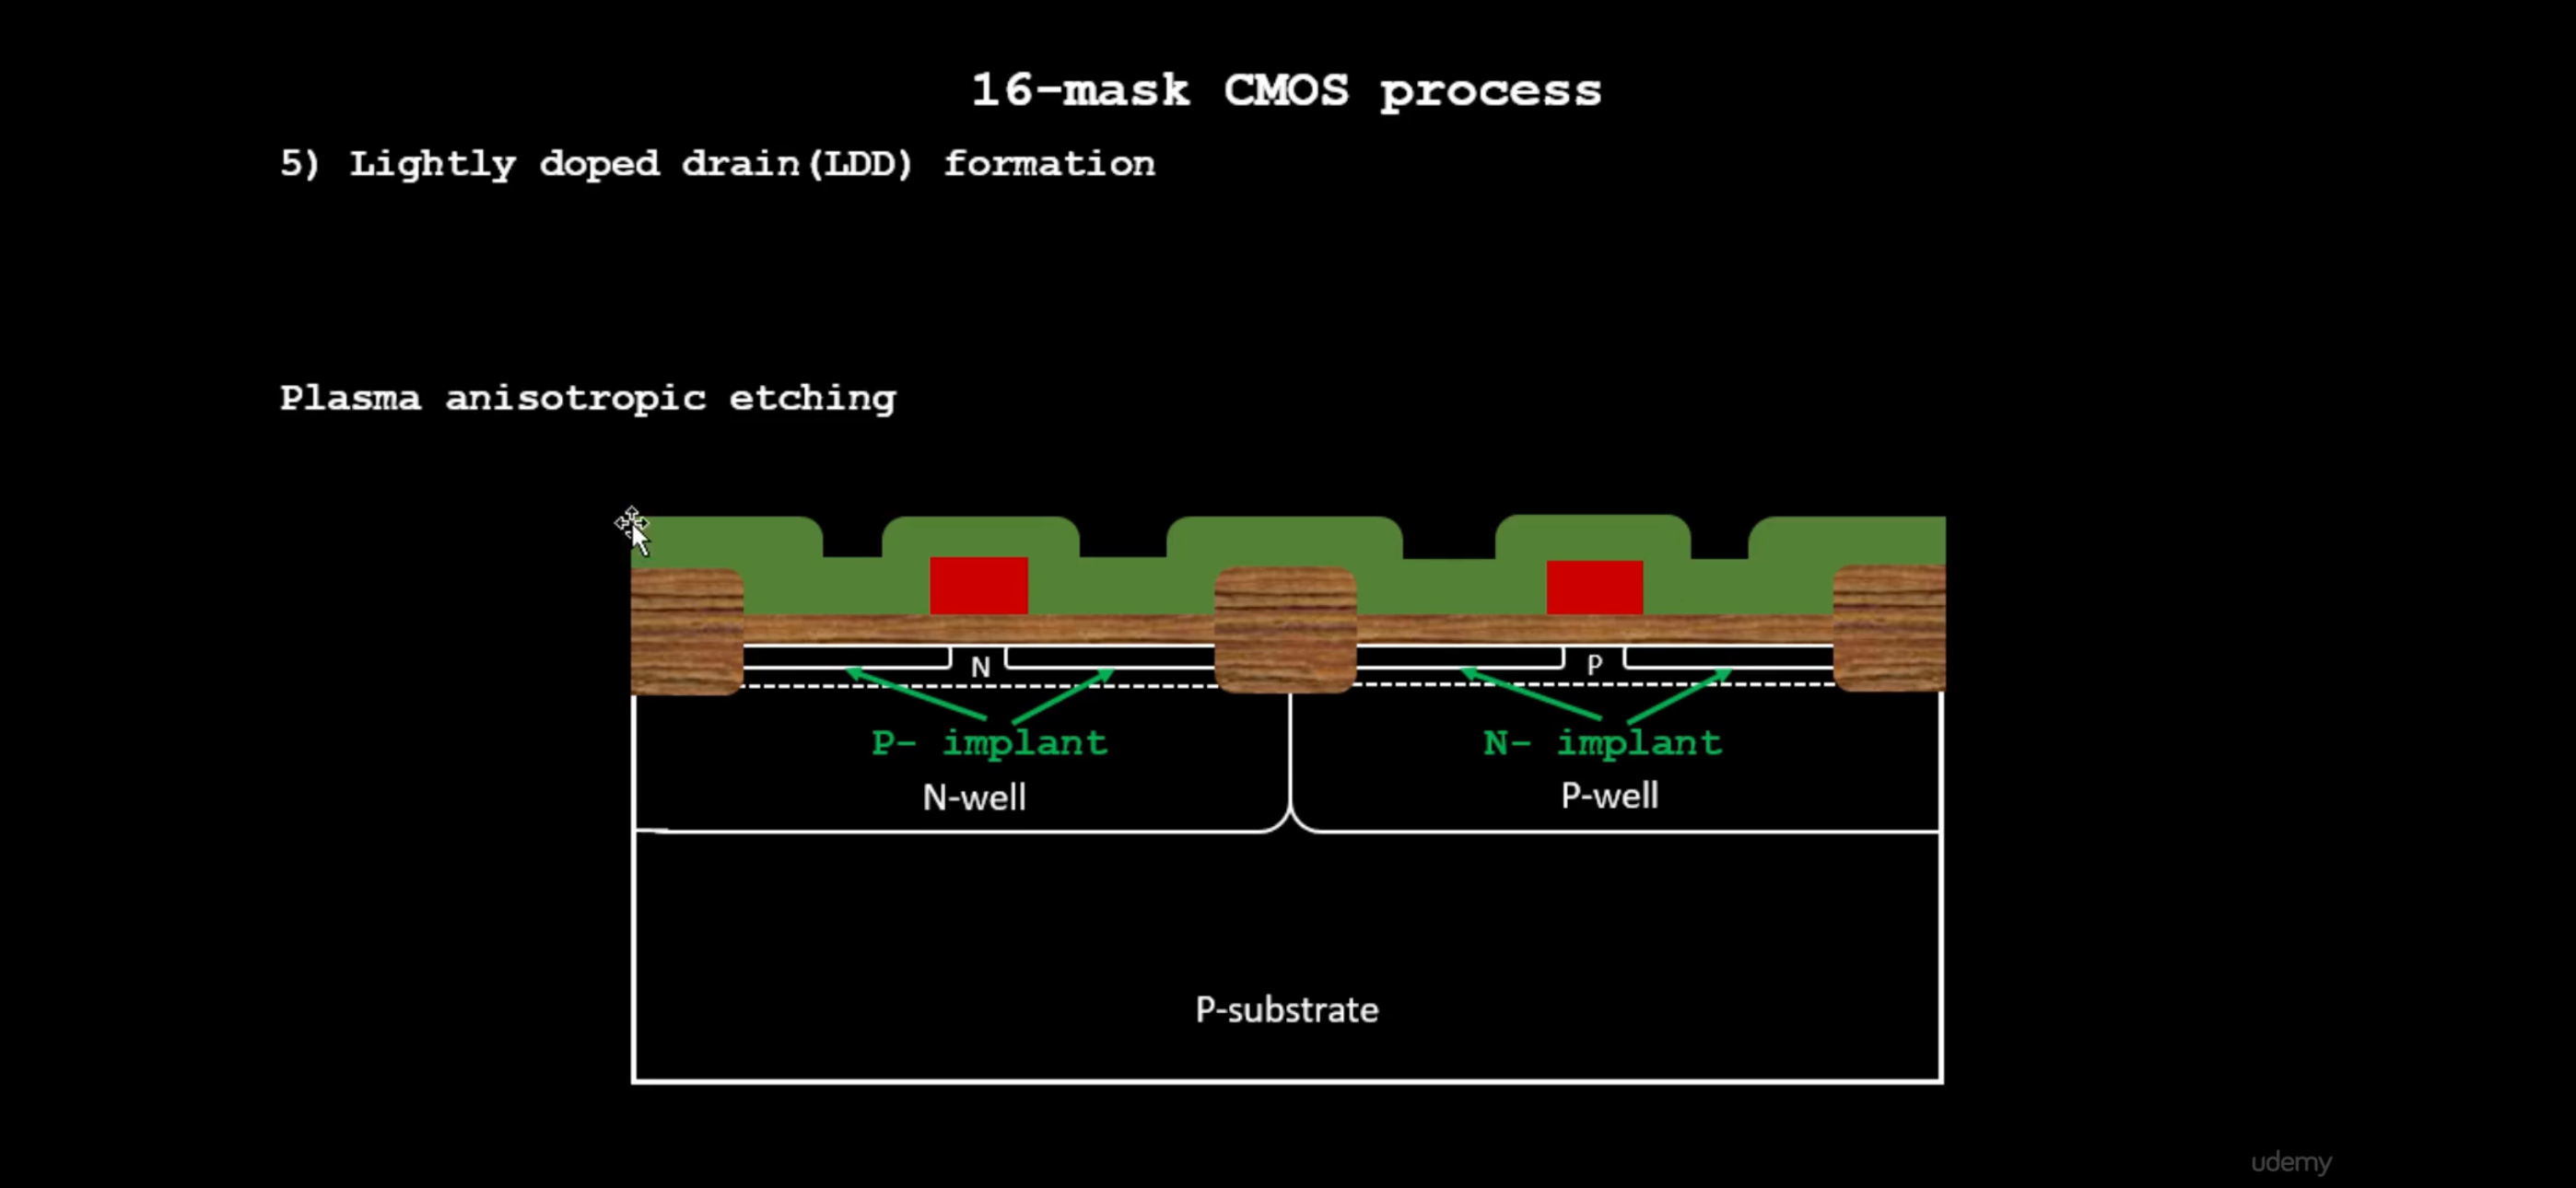 16-mask CMOS process
5) Lightly doped drain(LDD) formation
Plasma anisotropic etching
N
P
P- implant
N- implant
N-well
P-well
P-substrate
udemy